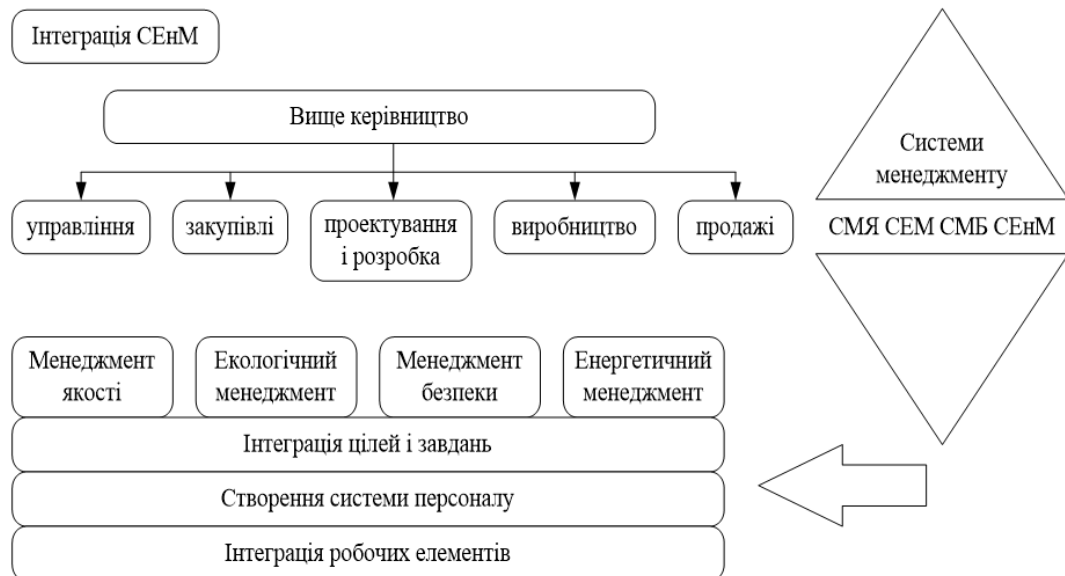 Інтеграція СЕнМ
Вище керівництво
управління
закупівлі
проектування
і розробка
виробництво
продажі
Системи
менеджменту
СМЯ СЕМ СМБ СЕнМ
Менеджмент
якості
Екологічний
менеджмент
Менеджмент
безпеки
Енергетичний
менеджмент
Інтеграція цілей і завдань
Створення системи персоналу
Інтеграція робочих елементів